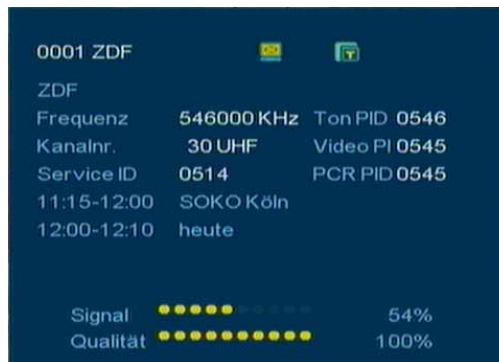 0001 ZDF
ZDF
Frequenz 546000 KHz Ton PID 0546
Kanalnr. 30 UHF Video PI 0545
Service ID 0514 PCR PID 0545
11:15-12:00 SOKO Köln
12:00-12:10 heute
Signal 54%
Qualität 100%